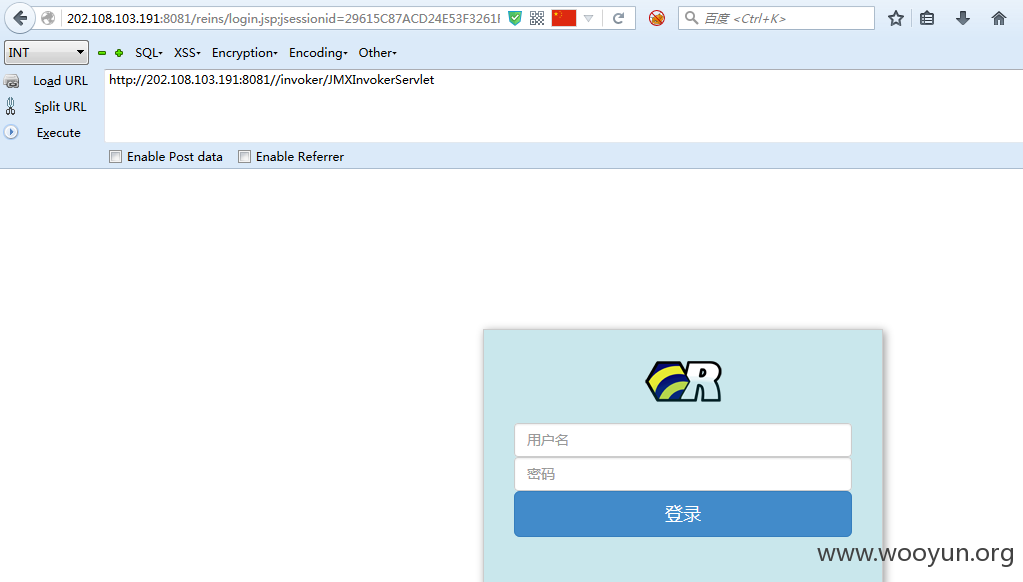 202.108.103.191:8081/reins/login.jsp;jsessionid=29615C87ACD24E53F3261
百度 <Ctrl+K>
INT
SQL
XSS
Encryption
Encoding
Other
Load URL
http://202.108.103.191:8081//invoker/JMXInvokerServlet
Split URL
Execute
Enable Post data
Enable Referrer
R
用户名
密码
登录
www.wooyun.org